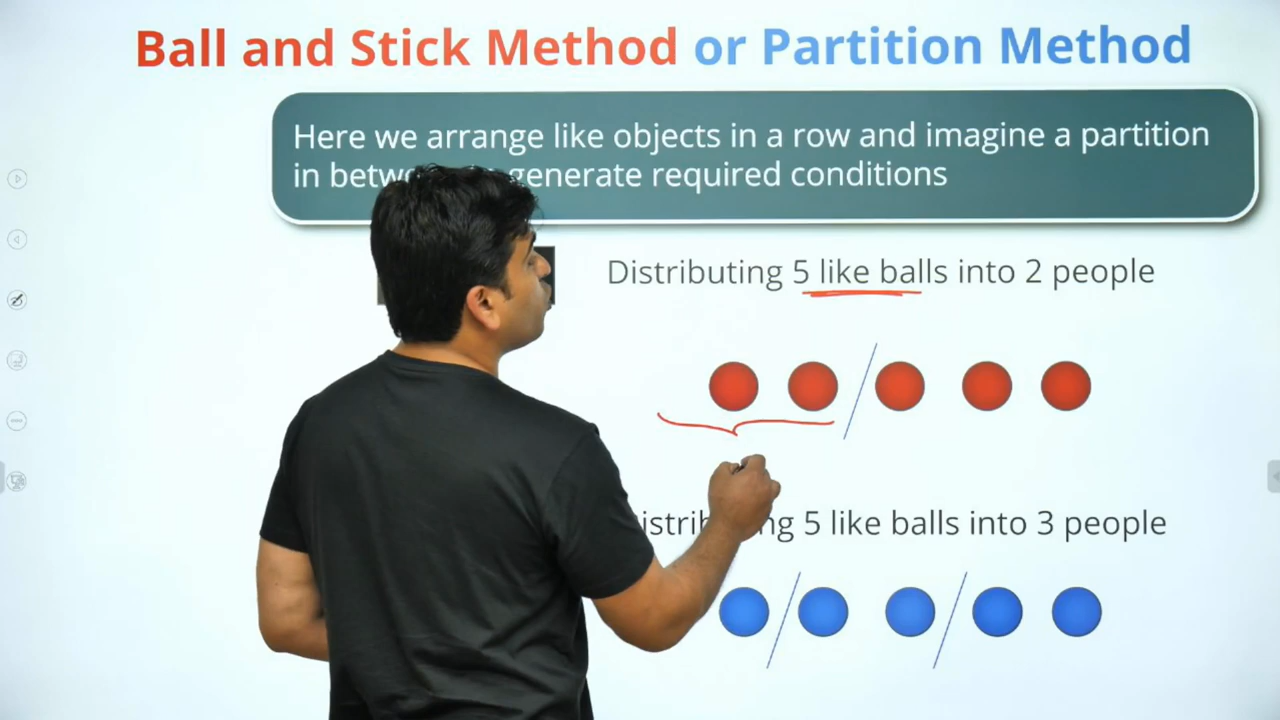 Ball and Stick Method or Partition Method
Here we arrange like objects in a row and imagine a partition
in generate required conditions
Distributing 5 like balls into 2 people
5 like balls into 3 people